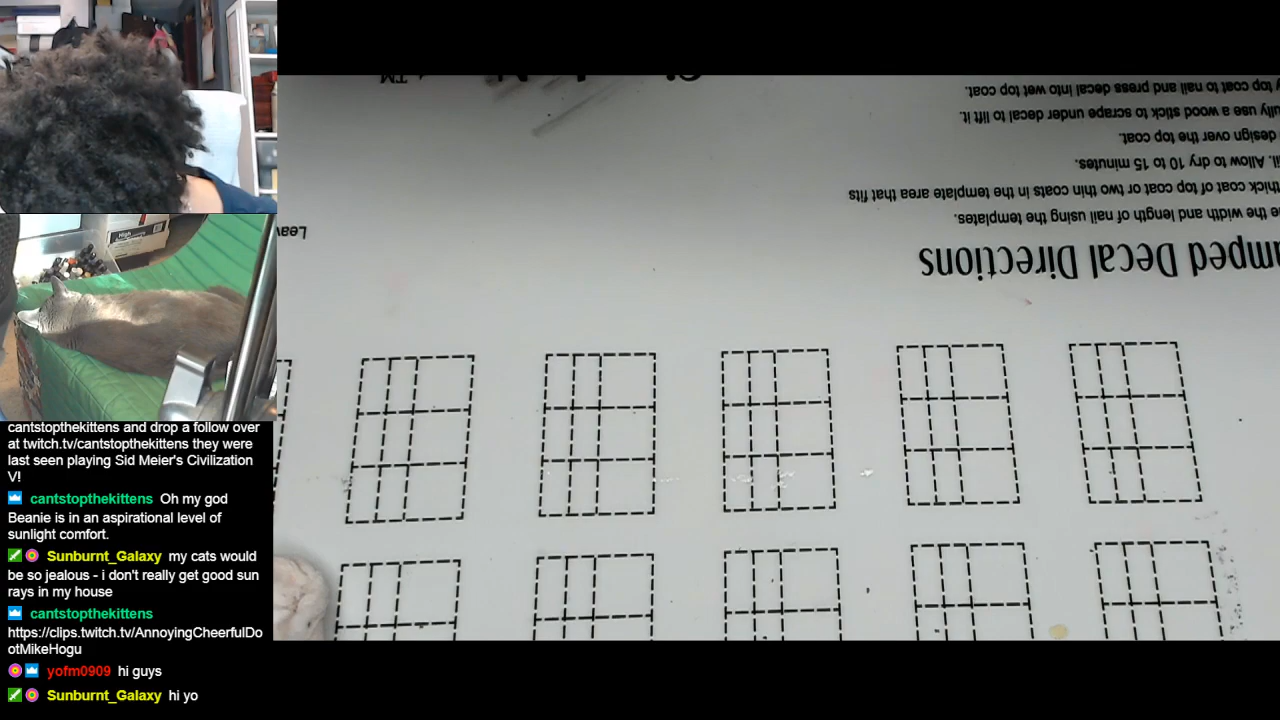 y top coat to nail and press decal into wet top coat.
ully use a wood stick to scrape under decal to lift it.
design over the top coat.
il. Allow to dry 10 to 15 minutes.
thick coat of top coat or two thin coats in the template area that fits
e the width and length of nail using the templates.
Leav
amped Decal Directions
High
cantstopthekittens and drop a follow over
at twitch.tv/cantstopthekittens they were
last seen playing Sid Meier's Civilization
V!
cantstopthekittens Oh my god
Beanie is in an aspirational level of
sunlight comfort.
Sunburnt_Galaxy my cats would
be so jealous - i don't really get good sun
rays in my house
cantstopthekittens
https://clips.twitch.tv/AnnoyingCheerfulDo
otMikeHogu
yofm0909 hi guys
Sunburnt_Galaxy hi yo